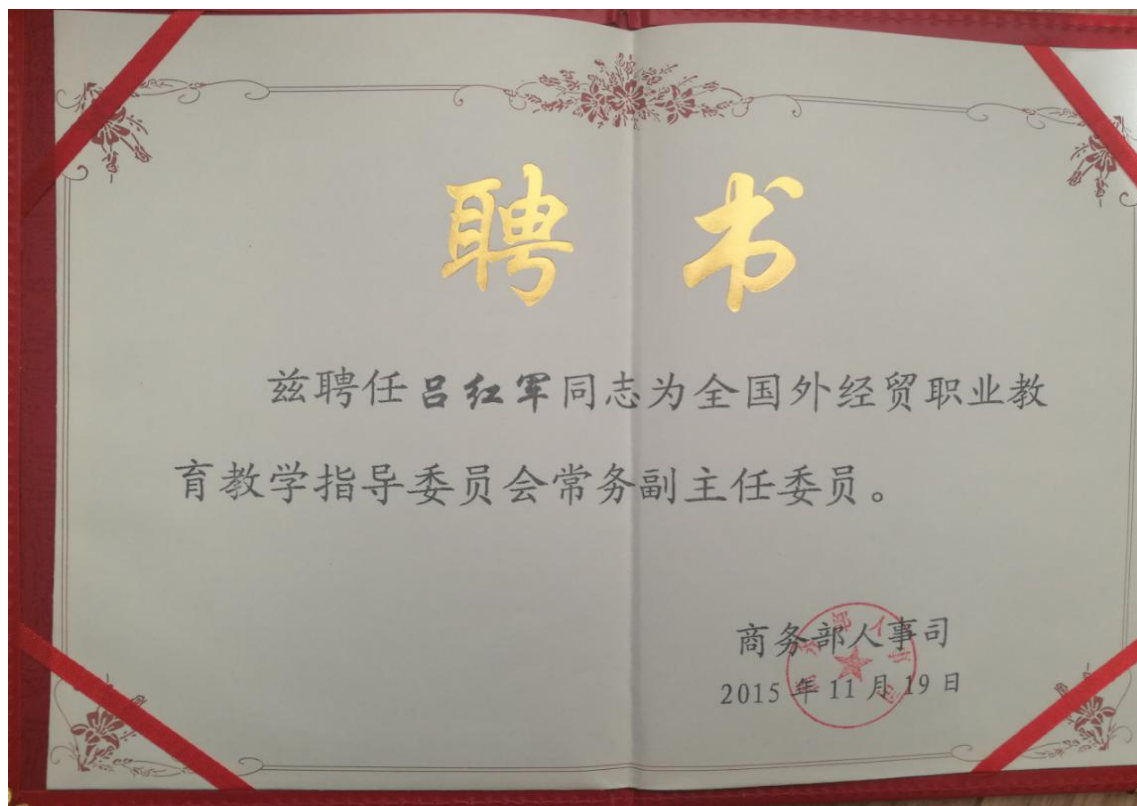 聘 书
兹聘任吕红军同志为全国外经贸职业教
育教学指导委员会常务副主任委员。
商务部人事司
2015年11月19日